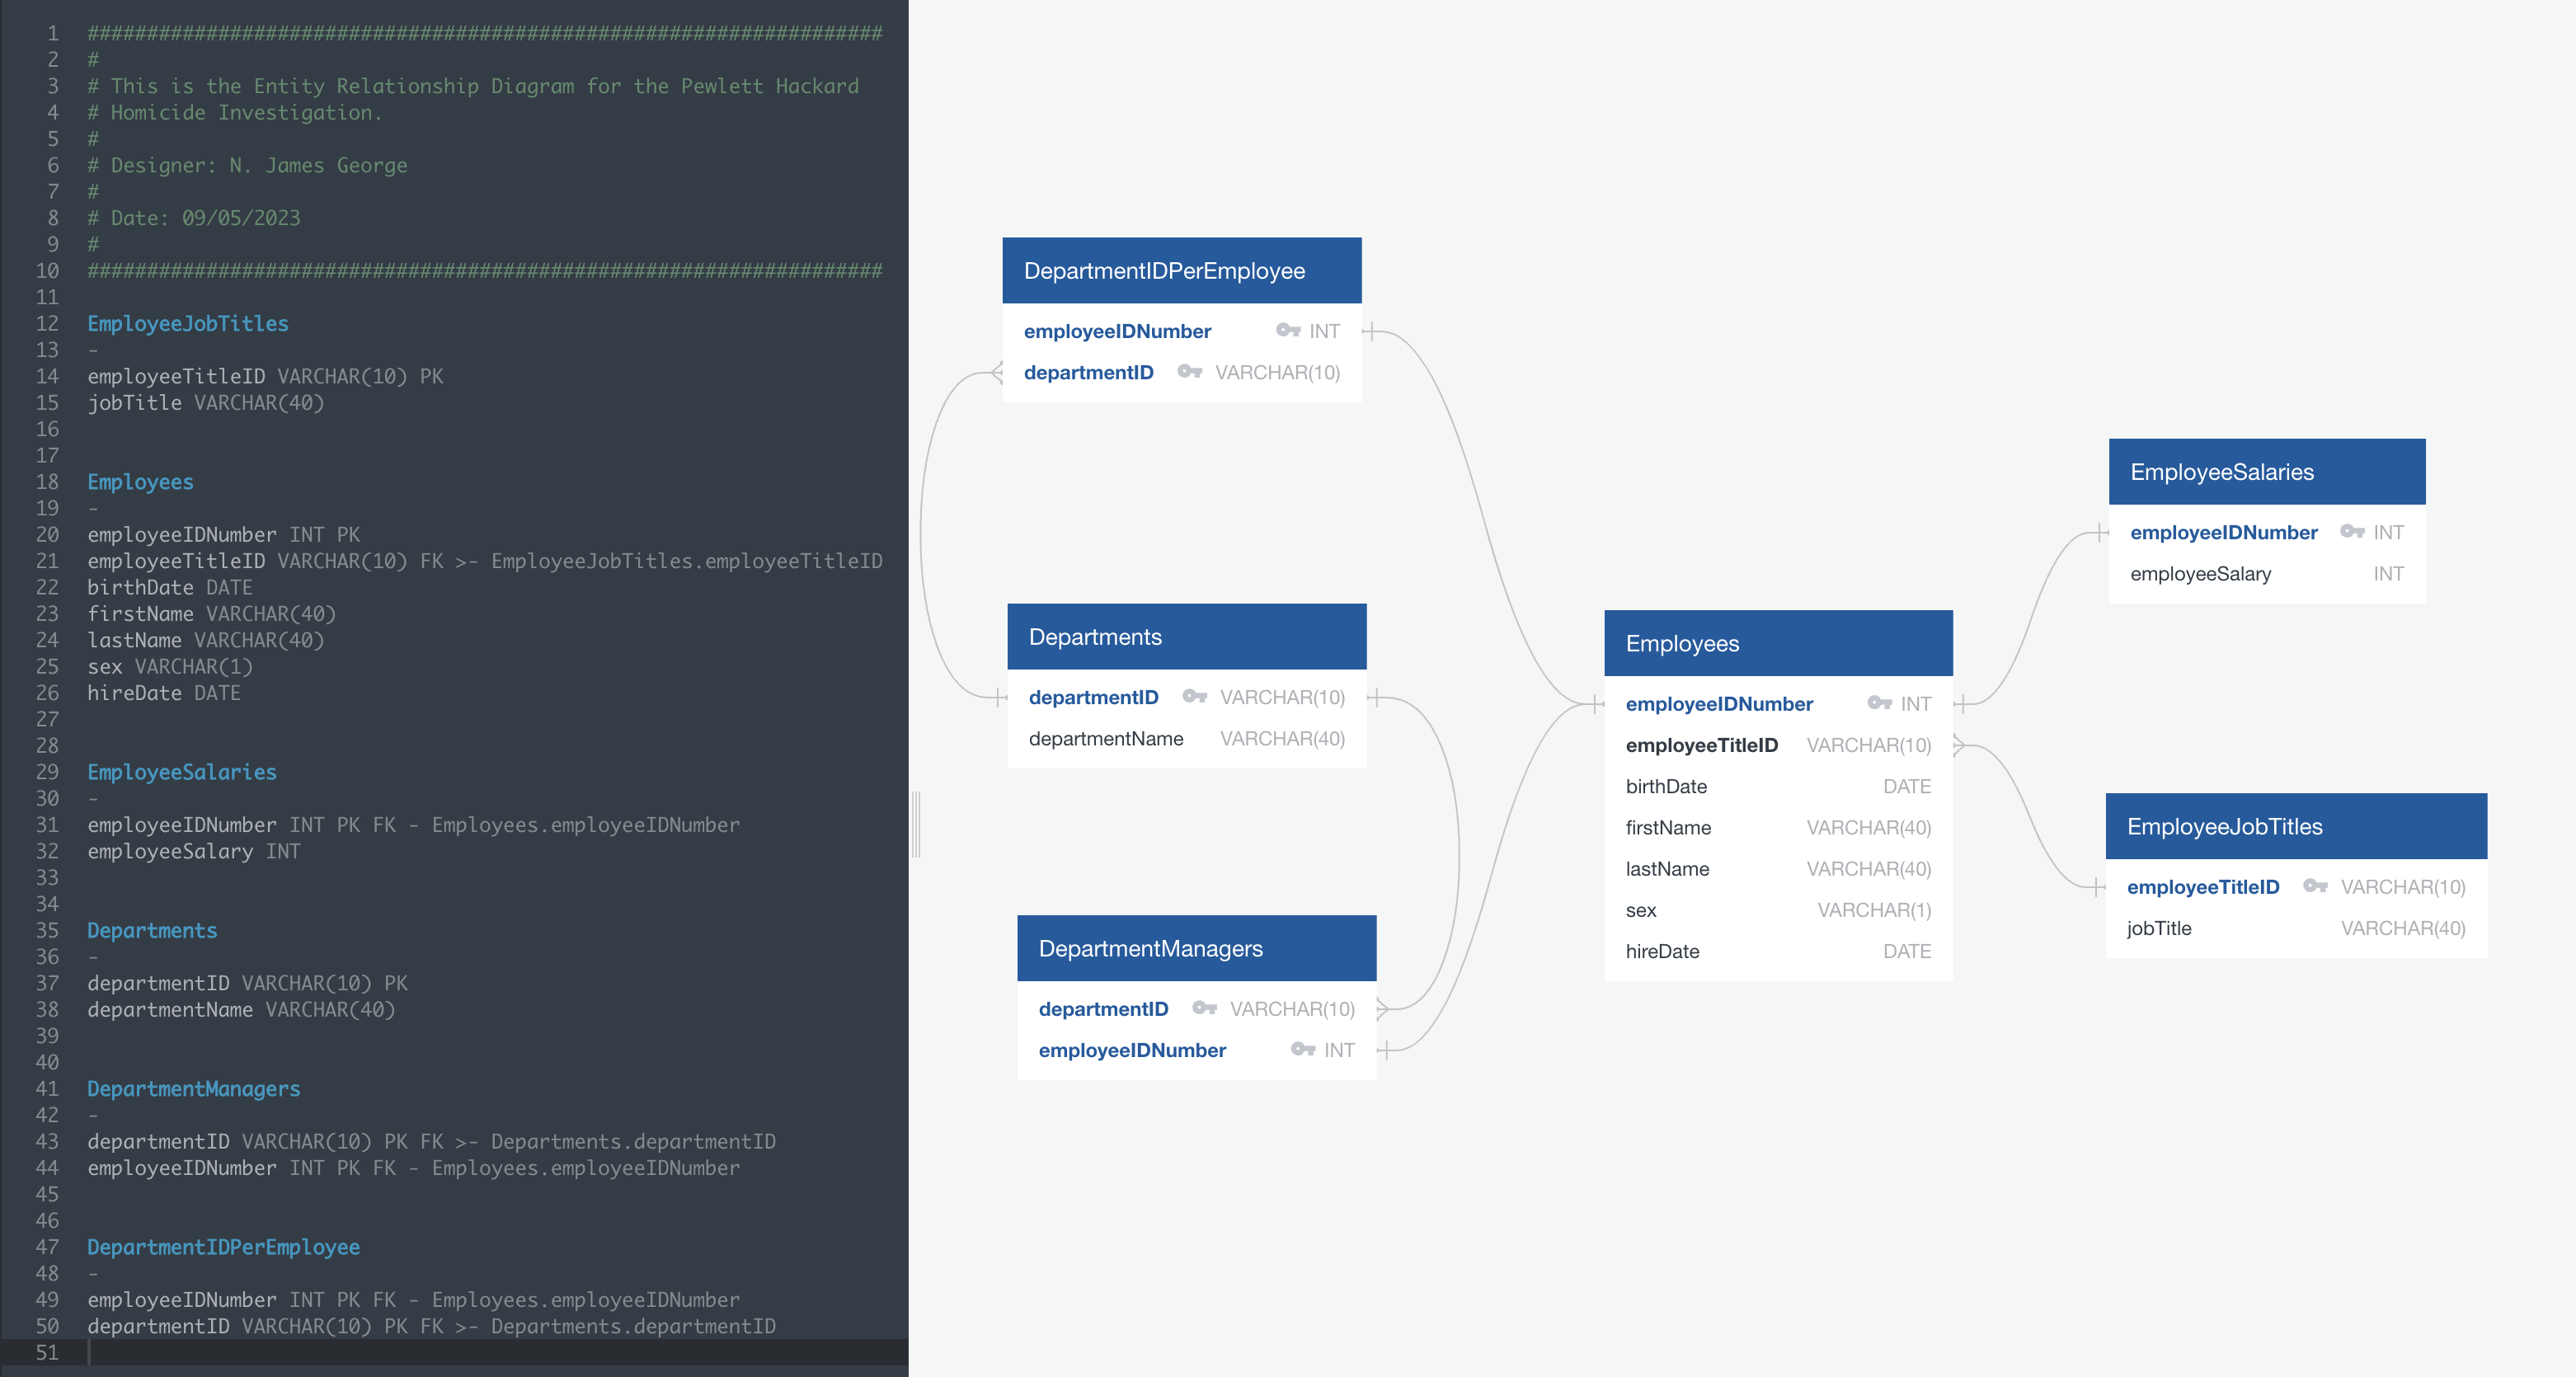 1 ###################################################################
2 #
3 # This is the Entity Relationship Diagram for the Pewlett Hackard
4 # Homicide Investigation.
5 #
6 # Designer: N. James George
7 #
8 # Date: 09/05/2023
9 #
10 ###################################################################
11
12 EmployeeJobTitles
13 -
14 employeeTitleID VARCHAR(10) PK
15 jobTitle VARCHAR(40)
16
17
18 Employees
19 -
20 employeeIDNumber INT PK
21 employeeTitleID VARCHAR(10) FK >- EmployeeJobTitles.employeeTitleID
22 birthDate DATE
23 firstName VARCHAR(40)
24 lastName VARCHAR(40)
25 sex VARCHAR(1)
26 hireDate DATE
27
28
29 EmployeeSalaries
30 -
31 employeeIDNumber INT PK FK - Employees.employeeIDNumber
32 employeeSalary INT
33
34
35 Departments
36 -
37 departmentID VARCHAR(10) PK
38 departmentName VARCHAR(40)
39
40
41 DepartmentManagers
42 -
43 departmentID VARCHAR(10) PK FK >- Departments.departmentID
44 employeeIDNumber INT PK FK - Employees.employeeIDNumber
45
46
47 DepartmentIDPerEmployee
48 -
49 employeeIDNumber INT PK FK - Employees.employeeIDNumber
50 departmentID VARCHAR(10) PK FK >- Departments.departmentID
51
DepartmentIDPerEmployee
employeeIDNumber INT
departmentID VARCHAR(10)
Departments
departmentID VARCHAR(10)
departmentName VARCHAR(40)
DepartmentManagers
departmentID VARCHAR(10)
employeeIDNumber INT
Employees
employeeIDNumber INT
employeeTitleID VARCHAR(10)
birthDate DATE
firstName VARCHAR(40)
lastName VARCHAR(40)
sex VARCHAR(1)
hireDate DATE
EmployeeSalaries
employeeIDNumber INT
employeeSalary INT
EmployeeJobTitles
employeeTitleID VARCHAR(10)
jobTitle VARCHAR(40)